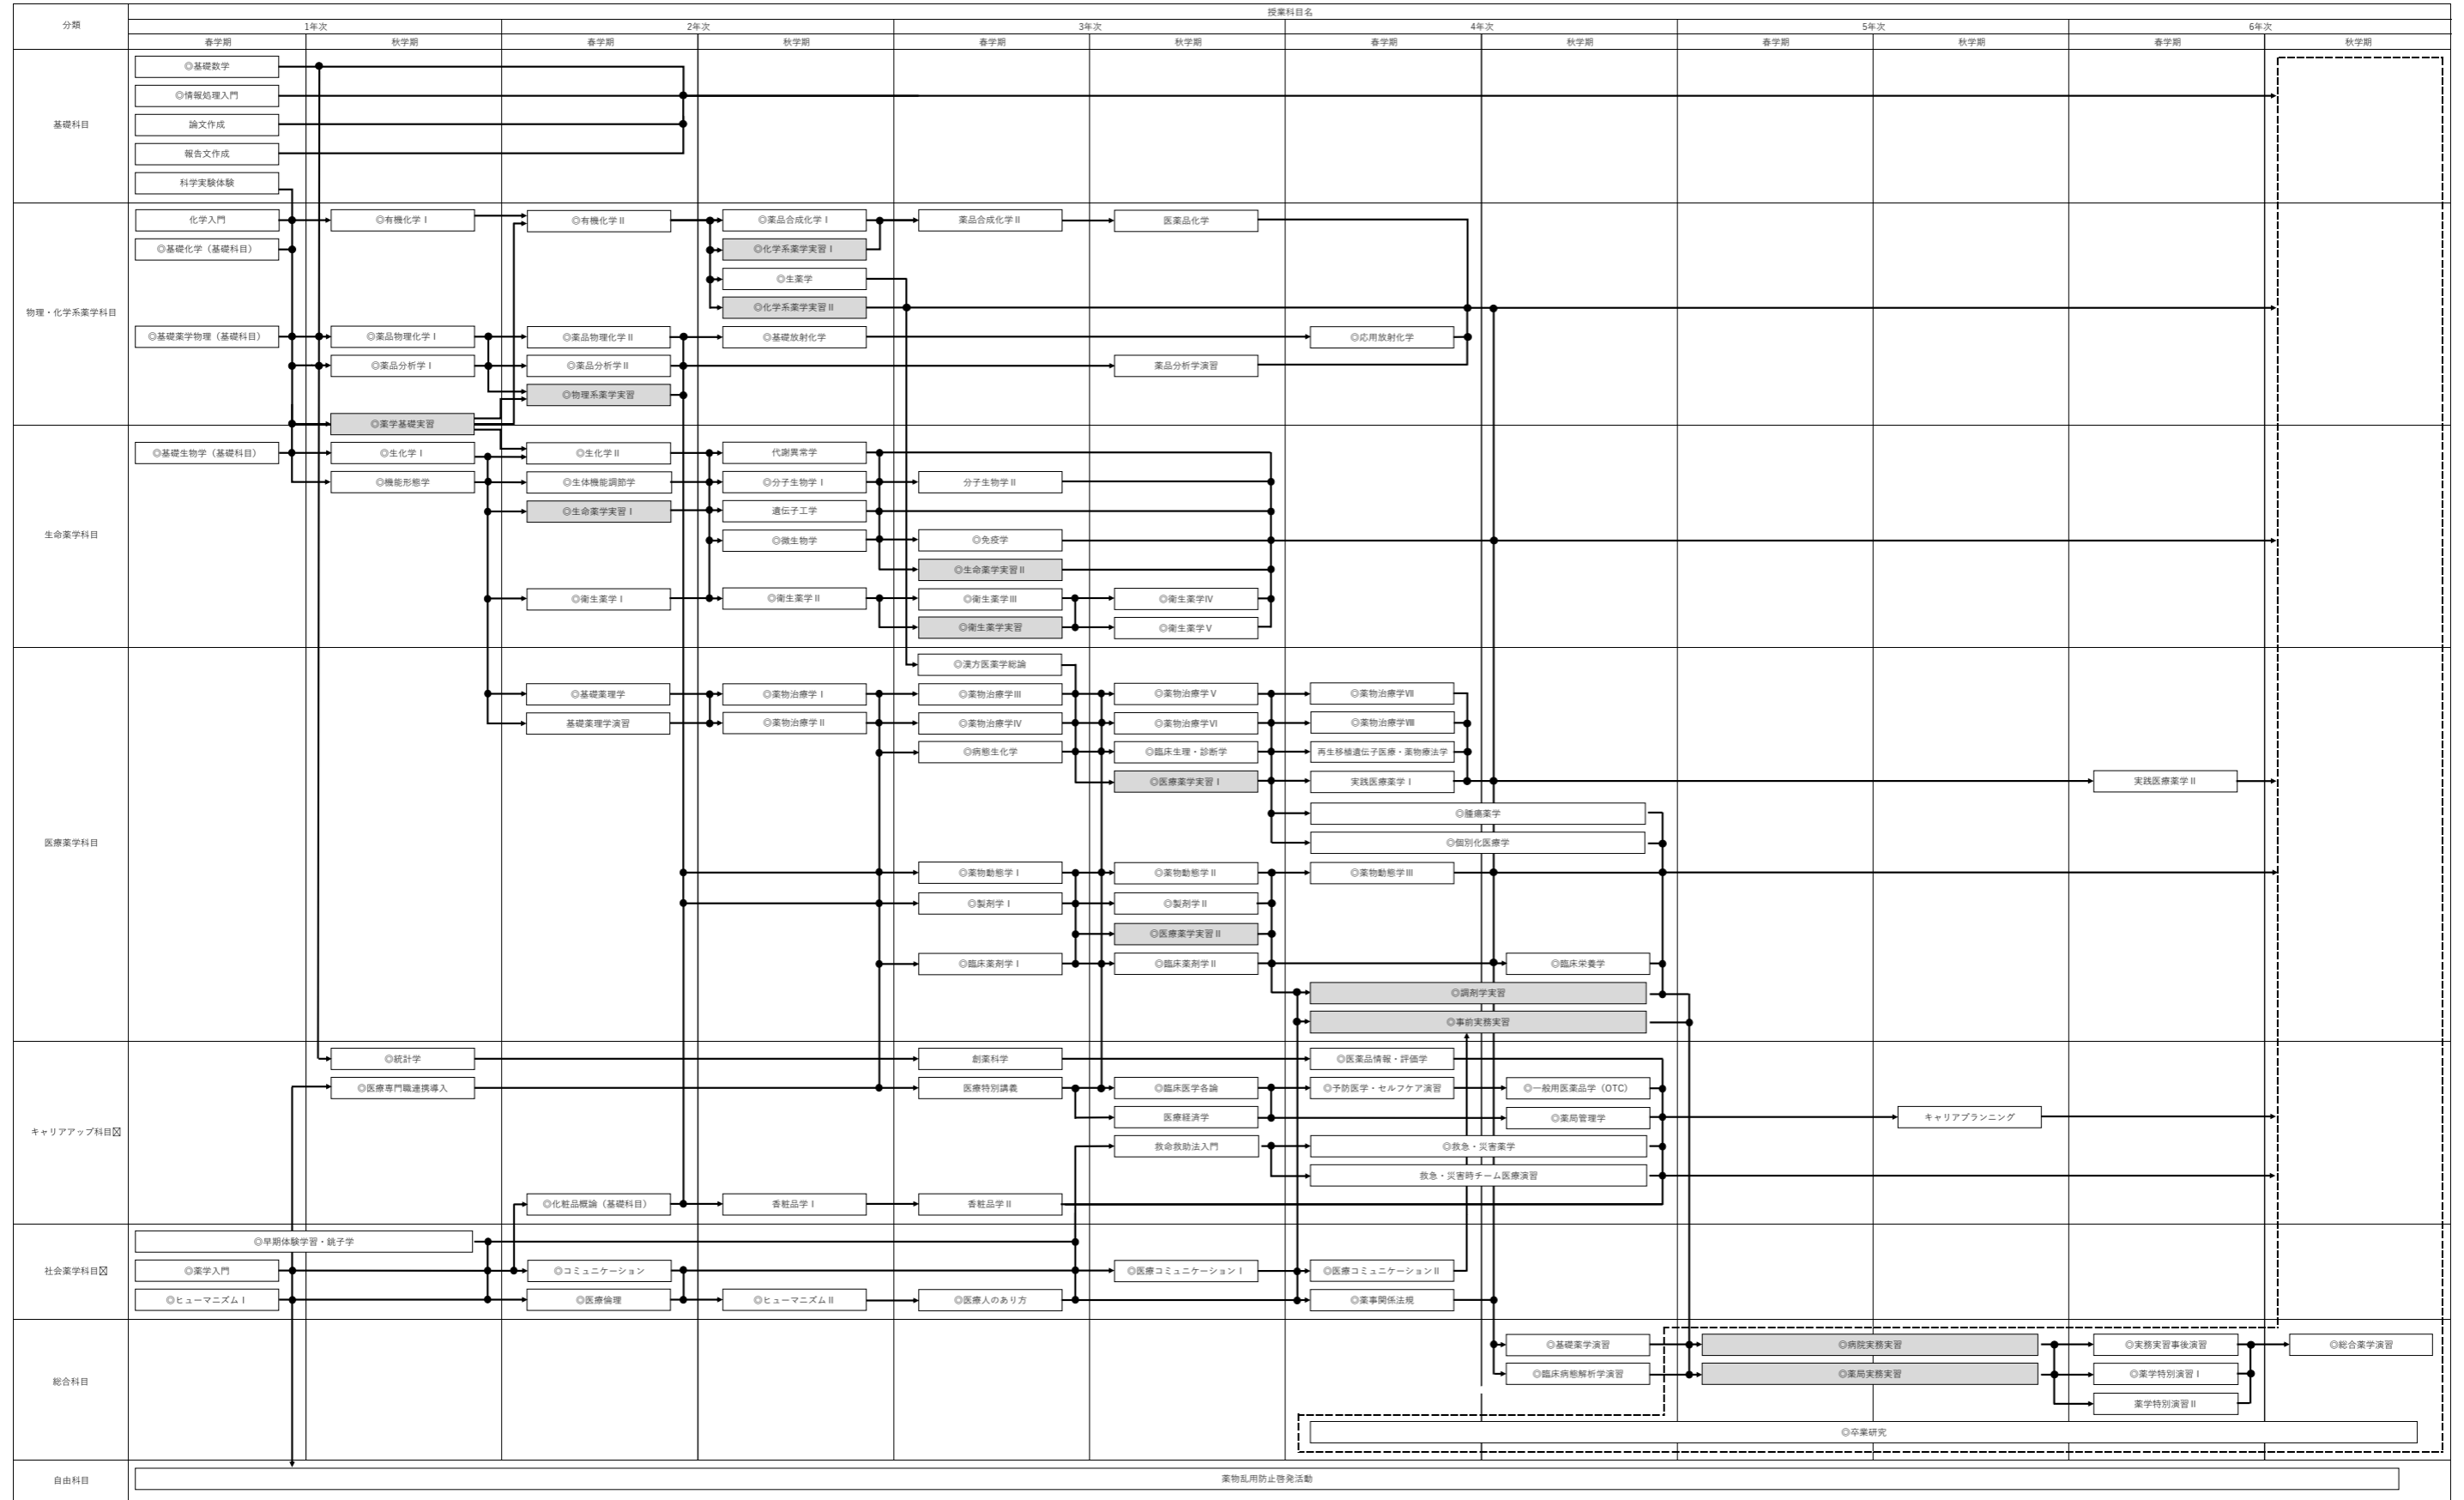 分類
授業科目名
1年次
2年次
3年次
4年次
5年次
6年次
春学期
秋学期
春学期
秋学期
春学期
秋学期
春学期
秋学期
春学期
秋学期
春学期
秋学期
基礎科目
◎基礎数学
◎情報処理入門
論文作成
報告文作成
科学実験体験
物理・化学系薬学科目
化学入門
◎有機化学Ⅰ
◎有機化学Ⅱ
◎薬品合成化学Ⅰ
薬品合成化学Ⅱ
医薬品化学
◎基礎化学（基礎科目）
◎化学系薬学実習Ⅰ
◎生薬学
◎化学系薬学実習Ⅱ
◎基礎薬学物理（基礎科目）
◎薬品物理化学Ⅰ
◎薬品物理化学Ⅱ
◎基礎放射化学
◎応用放射化学
◎薬品分析学Ⅰ
◎薬品分析学Ⅱ
薬品分析学演習
◎物理系薬学実習
◎薬学基礎実習
生命薬学科目
◎基礎生物学（基礎科目）
◎生化学Ⅰ
◎生化学Ⅱ
代謝異常学
◎機能形態学
◎生体機能調節学
◎分子生物学Ⅰ
分子生物学Ⅱ
◎生命薬学実習Ⅰ
遺伝子工学
◎微生物学
◎免疫学
◎生命薬学実習Ⅱ
◎衛生薬学Ⅰ
◎衛生薬学Ⅱ
◎衛生薬学Ⅲ
◎衛生薬学Ⅳ
◎衛生薬学実習
◎衛生薬学Ⅴ
医療薬学科目
◎漢方医薬学総論
◎基礎薬理学
◎薬物治療学Ⅰ
◎薬物治療学Ⅲ
◎薬物治療学Ⅴ
◎薬物治療学Ⅶ
基礎薬理学演習
◎薬物治療学Ⅱ
◎薬物治療学Ⅳ
◎薬物治療学Ⅵ
◎薬物治療学Ⅷ
◎病態生化学
◎臨床生理・診断学
再生移植遺伝子医療・薬物療法学
◎医療薬学実習Ⅰ
実践医療薬学Ⅰ
実践医療薬学Ⅱ
◎腫瘍薬学
◎個別化医療学
◎薬物動態学Ⅰ
◎薬物動態学Ⅱ
◎薬物動態学Ⅲ
◎製剤学Ⅰ
◎製剤学Ⅱ
◎医療薬学実習Ⅱ
◎臨床薬剤学Ⅰ
◎臨床薬剤学Ⅱ
◎臨床栄養学
◎調剤学実習
◎事前実務実習
キャリアアップ科目
◎統計学
創薬科学
◎医薬品情報・評価学
◎医療専門職連携導入
医療特別講義
◎臨床医学各論
◎予防医学・セルフケア演習
◎一般用医薬品学（OTC）
医療経済学
◎薬局管理学
キャリアプランニング
救命救助法入門
◎救急・災害薬学
救急・災害時チーム医療演習
◎化粧品概論（基礎科目）
香粧品学Ⅰ
香粧品学Ⅱ
社会薬学科目
◎早期体験学習・銚子学
◎薬学入門
◎コミュニケーション
◎医療コミュニケーションⅠ
◎医療コミュニケーションⅡ
◎ヒューマニズムⅠ
◎医療倫理
◎ヒューマニズムⅡ
◎医療人のあり方
◎薬事関係法規
総合科目
◎基礎薬学演習
◎病院実務実習
◎実務実習事後演習
◎総合薬学演習
◎臨床病態解析学演習
◎薬局実務実習
◎薬学特別演習Ⅰ
薬学特別演習Ⅱ
◎卒業研究
自由科目
薬物乱用防止啓発活動